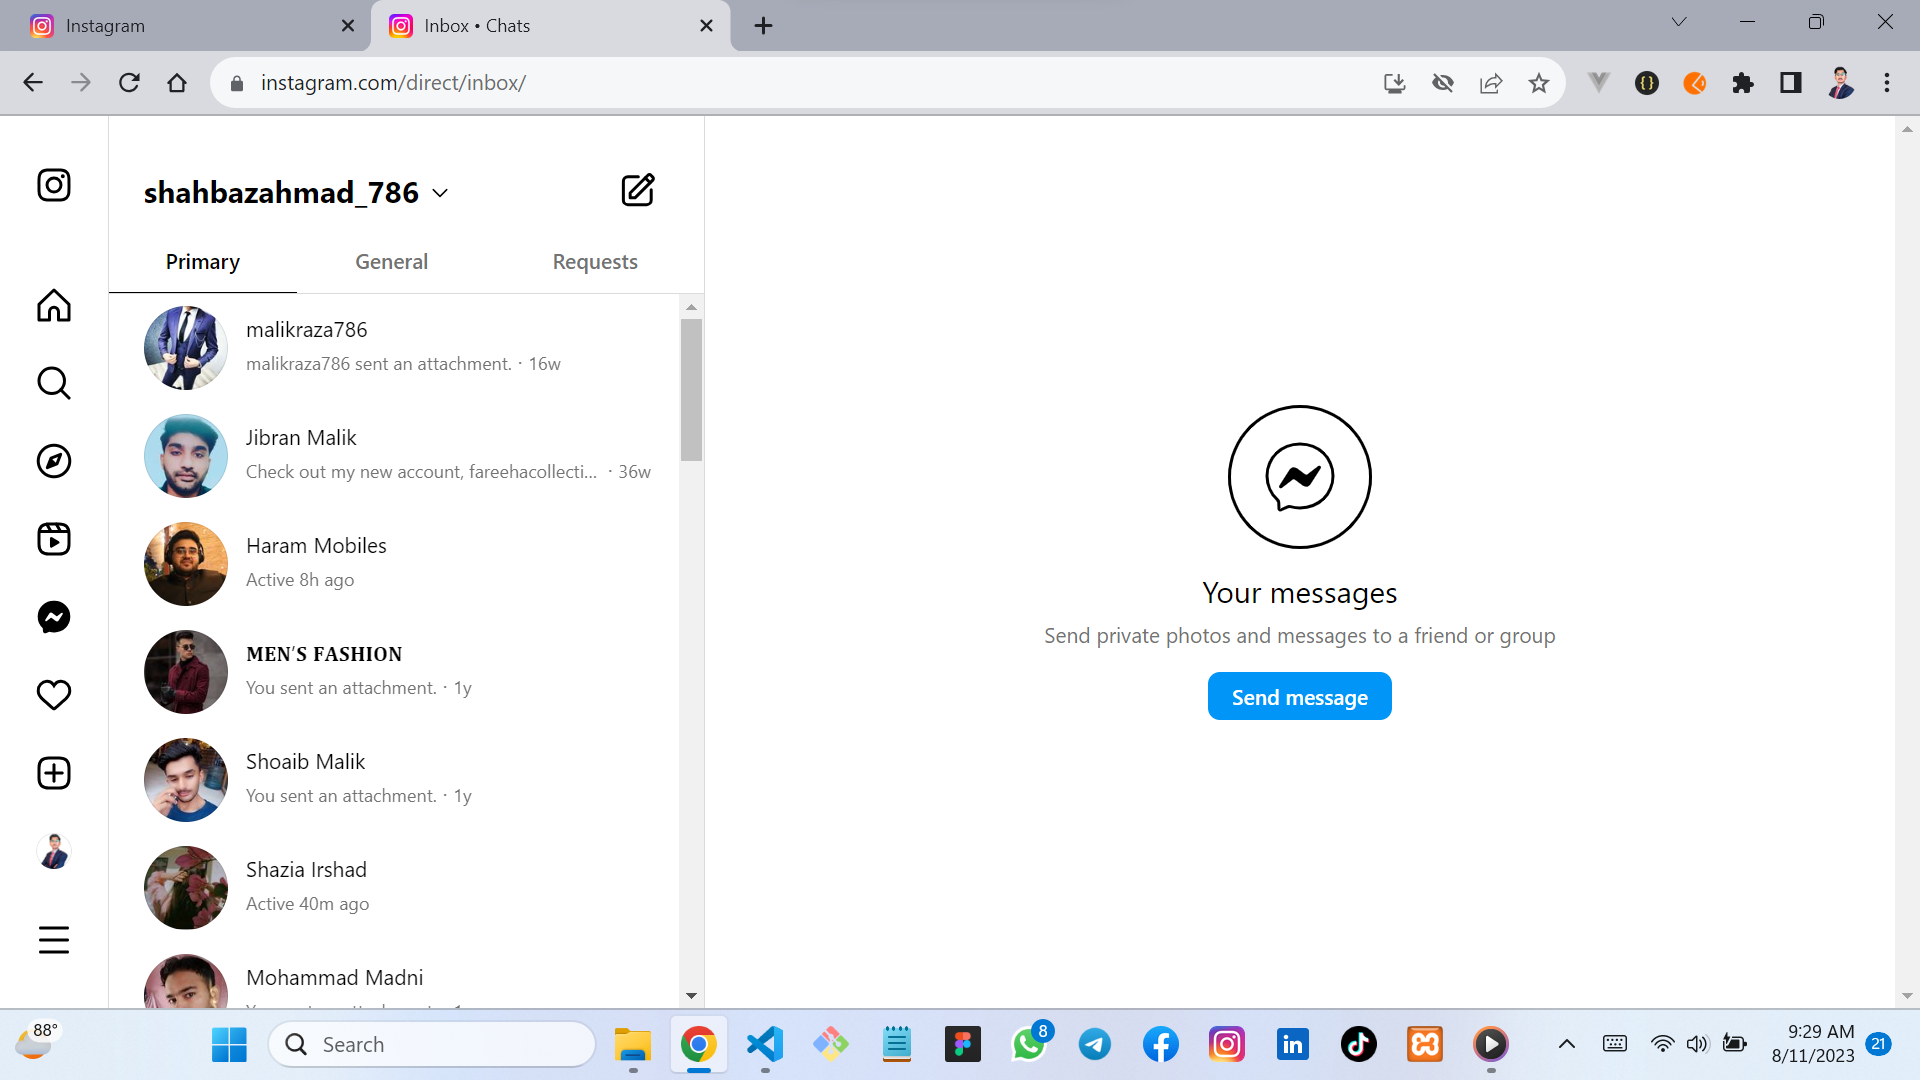 Instagram
Inbox • Chats
instagram.com/direct/inbox/
shahbazahmad_786
Primary
General
Requests
malikraza786
malikraza786 sent an attachment. · 16w
Jibran Malik
Check out my new account, fareehacollecti... · 36w
Haram Mobiles
Active 8h ago
𝐌𝐄𝐍'𝐒 𝐅𝐀𝐒𝐇𝐈𝐎𝐍
You sent an attachment. · 1y
Shoaib Malik
You sent an attachment. · 1y
Shazia Irshad
Active 40m ago
Mohammad Madni
Your messages
Send private photos and messages to a friend or group
Send message
88°
Search
8
in
9:29 AM
8/11/2023
21